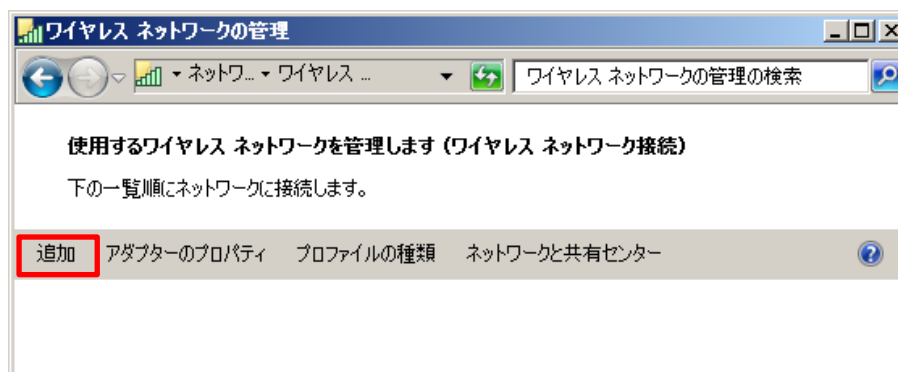 ワイヤレス ネットワークの管理
ネットワ... ワイヤレス ... ワイヤレス ネットワークの管理の検索
使用するワイヤレス ネットワークを管理します (ワイヤレス ネットワーク接続)
下の一覧順にネットワークに接続します。
追加 アダプターのプロパティ プロファイルの種類 ネットワークと共有センター